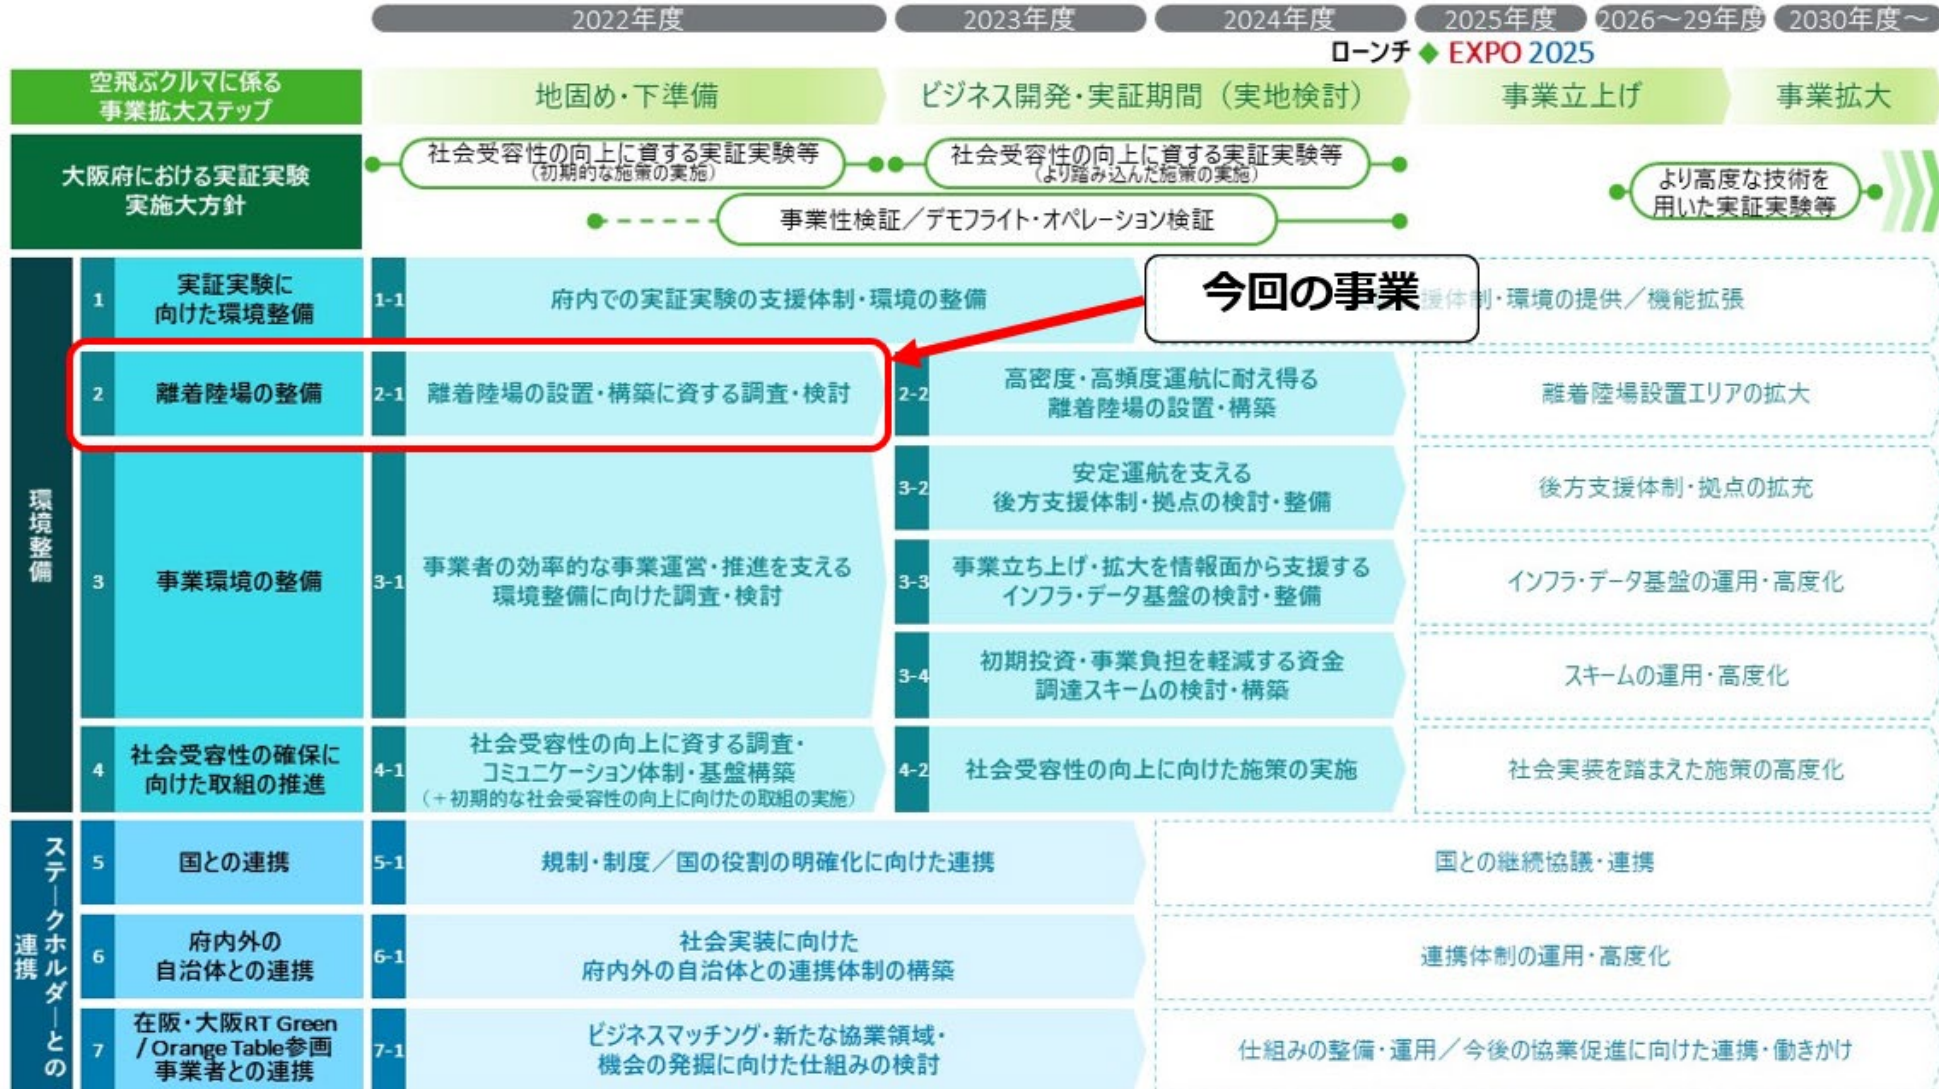 2022年度
2023年度
2024年度
2025年度
2026～29年度
2030年度～
ローンチ ◆ EXPO 2025
空飛ぶクルマに係る
事業拡大ステップ
地固め・下準備
ビジネス開発・実証期間（実地検討）
事業立上げ
事業拡大
大阪府における実証実験
実施大方針
社会受容性の向上に資する実証実験等
（初期的な施策の実施）
社会受容性の向上に資する実証実験等
（より踏み込んだ施策の実施）
事業性検証／デモフライト・オペレーション検証
より高度な技術を
用いた実証実験等
環境整備
1
実証実験に
向けた環境整備
1-1
府内での実証実験の支援体制・環境の整備
今回の事業
援体制・環境の提供／機能拡張
2
離着陸場の整備
2-1
離着陸場の設置・構築に資する調査・検討
2-2
高密度・高頻度運航に耐え得る
離着陸場の設置・構築
離着陸場設置エリアの拡大
3
事業環境の整備
3-1
事業者の効率的な事業運営・推進を支える
環境整備に向けた調査・検討
3-2
安定運航を支える
後方支援体制・拠点の検討・整備
後方支援体制・拠点の拡充
3-3
事業立ち上げ・拡大を情報面から支援する
インフラ・データ基盤の検討・整備
インフラ・データ基盤の運用・高度化
3-4
初期投資・事業負担を軽減する資金
調達スキームの検討・構築
スキームの運用・高度化
4
社会受容性の確保に
向けた取組の推進
4-1
社会受容性の向上に資する調査・
コミュニケーション体制・基盤構築
（＋初期的な社会受容性の向上に向けたの取組の実施）
4-2
社会受容性の向上に向けた施策の実施
社会実装を踏まえた施策の高度化
ステークホルダーとの
連携
5
国との連携
5-1
規制・制度／国の役割の明確化に向けた連携
国との継続協議・連携
6
府内外の
自治体との連携
6-1
社会実装に向けた
府内外の自治体との連携体制の構築
連携体制の運用・高度化
7
在阪・大阪RT Green
/ Orange Table参画
事業者との連携
7-1
ビジネスマッチング・新たな協業領域・
機会の発掘に向けた仕組みの検討
仕組みの整備・運用／今後の協業促進に向けた連携・働きかけ